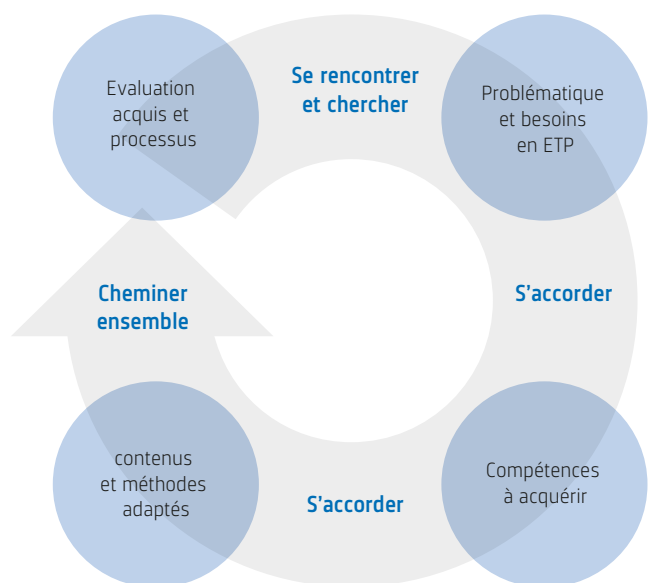 Evaluation
acquis et
processus
Se rencontrer
et chercher
Problématique
et besoins
en ETP
Cheminer
ensemble
S'accorder
contenus
et méthodes
adaptés
S'accorder
Compétences
à acquérir